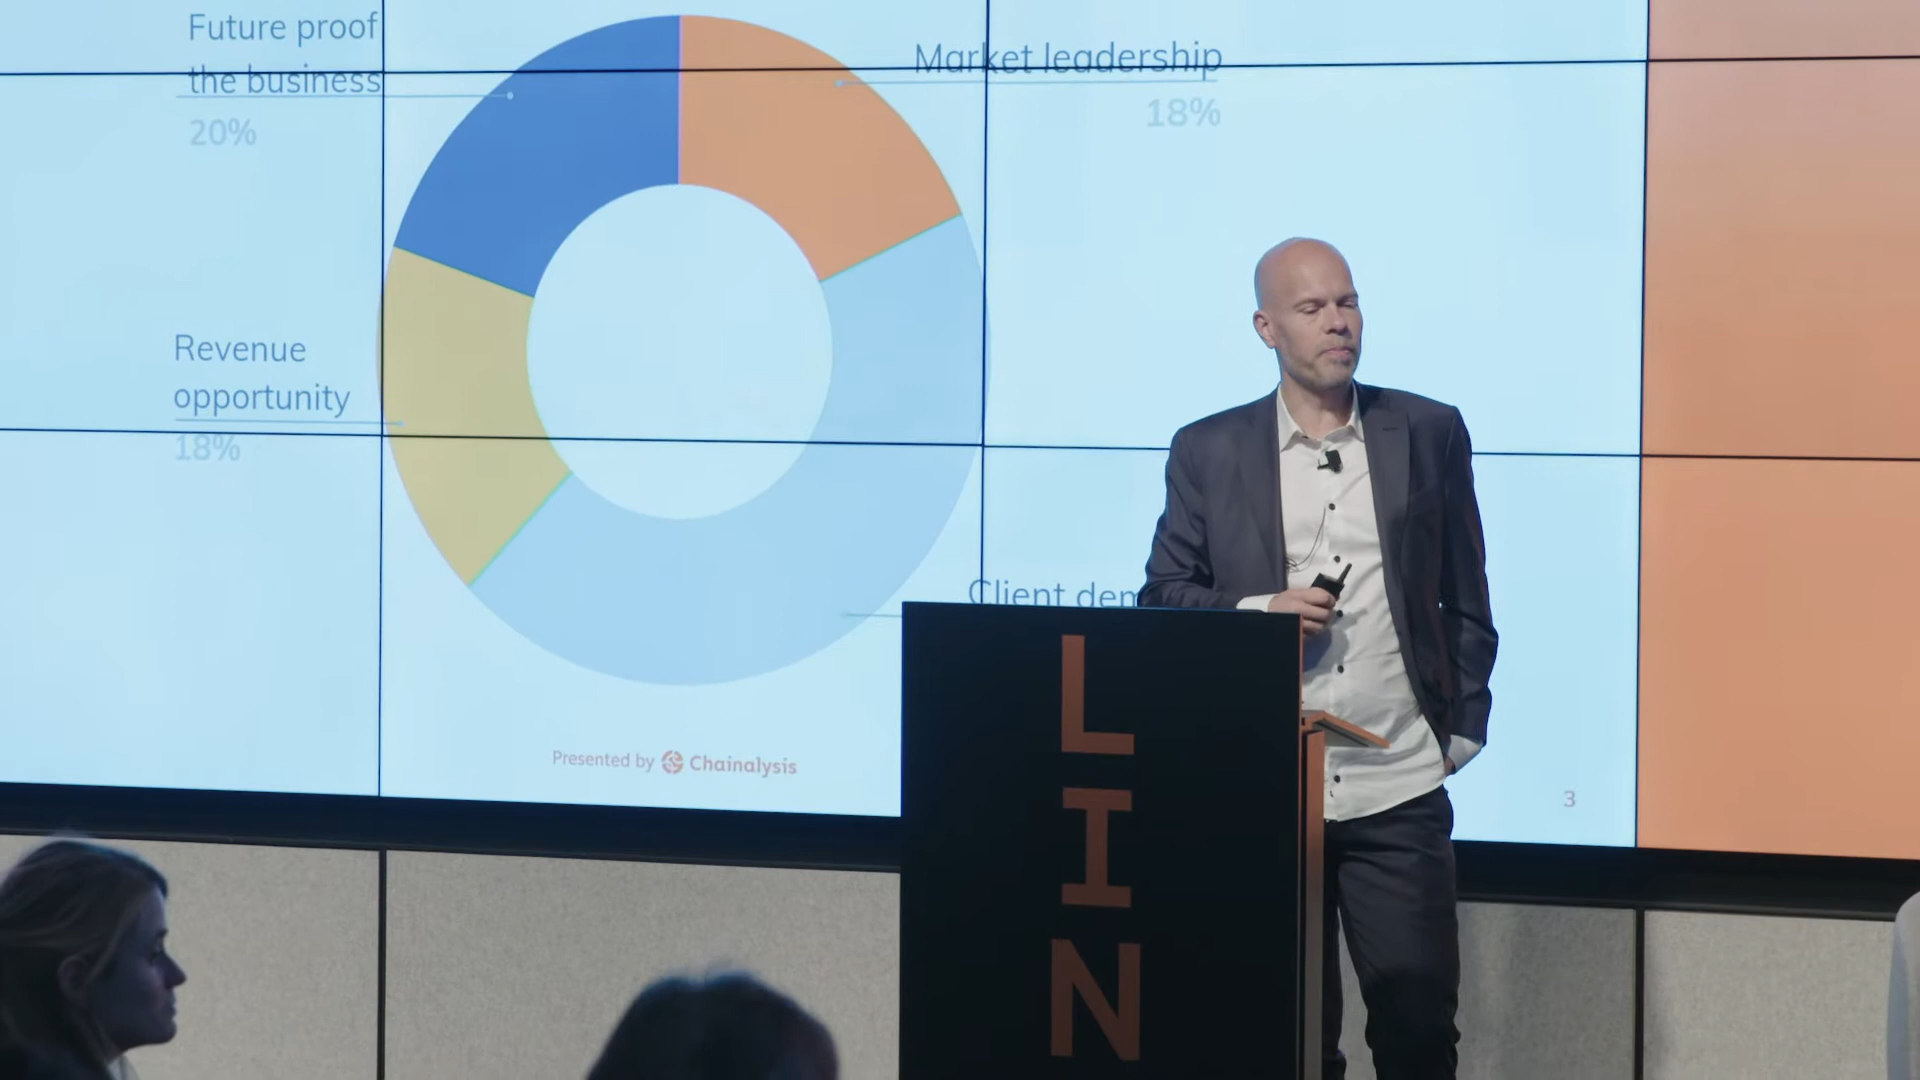 Future proof
the business
20%
Market leadership
18%
Revenue
opportunity
18%
Client dem
Presented by Chainalysis
3
LIN